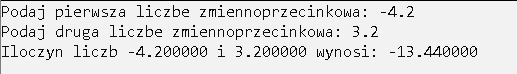 Podaj pierwsza liczbe zmiennoprzecinkowa: -4.2
Podaj druga liczbe zmiennoprzecinkowa: 3.2
Iloczyn liczb -4.200000 i 3.200000 wynosi: -13.440000